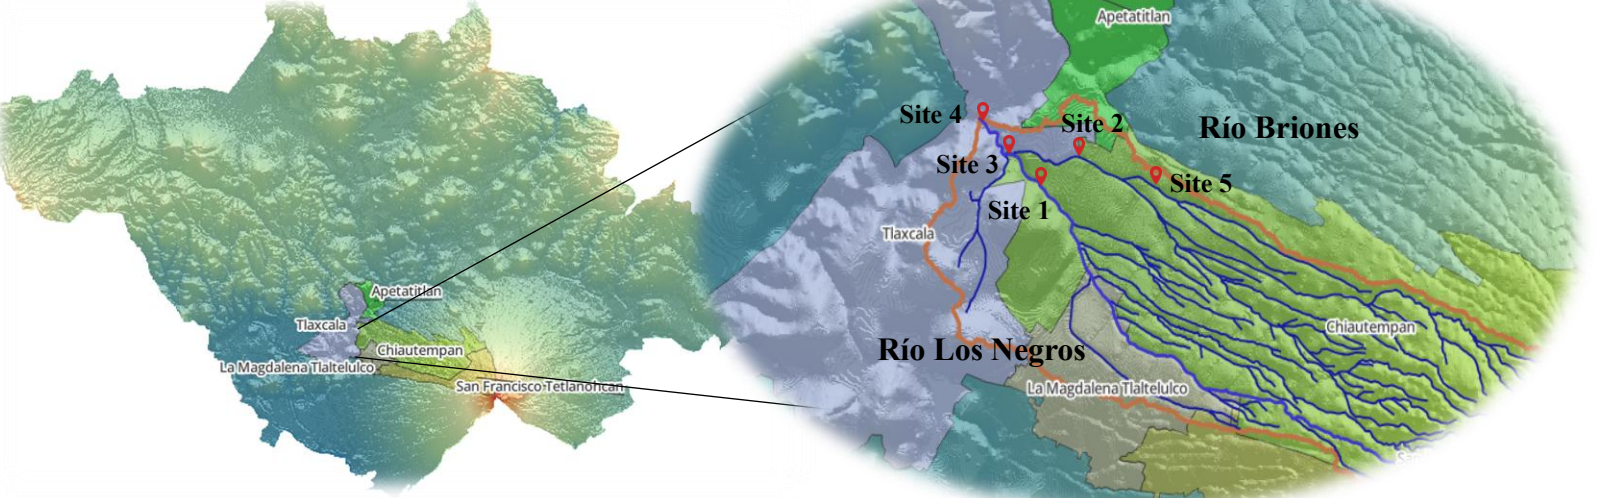 Apetatitlan
Tlaxcala
Chiautempan
La Magdalena Tlaltelulco
San Francisco Tetlanohcan
Apetatitlan
Site 4
Site 2
Río Briones
Site 3
Site 5
Site 1
Tlaxcala
Chiautempan
Río Los Negros
La Magdalena Tlaltelulco